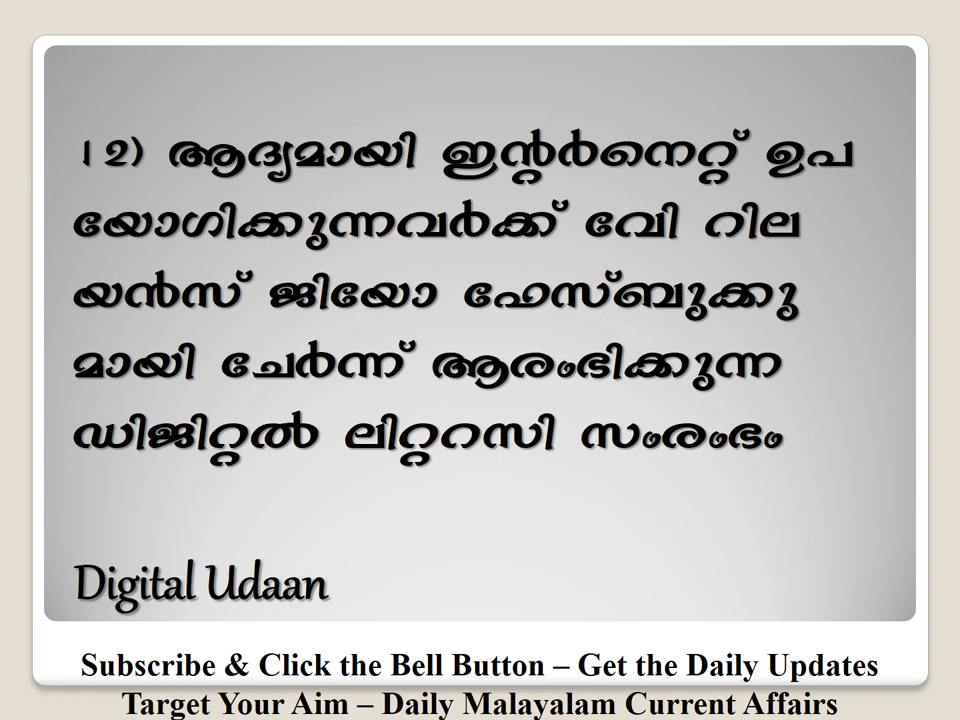 12) ആദ്യമായി ഇന്റർനെറ്റ് ഉപ
യോഗിക്കുന്നവർക്ക് വേി റില
യൻസ് ജിയോ ഫേസ്ബുക്കു
മായി ചേർന്ന് ആരംഭിക്കുന്ന
ഡിജിറ്റൽ ലിറ്ററസി സംരംഭം
Digital Udaan
Subscribe & Click the Bell Button – Get the Daily Updates
Target Your Aim – Daily Malayalam Current Affairs